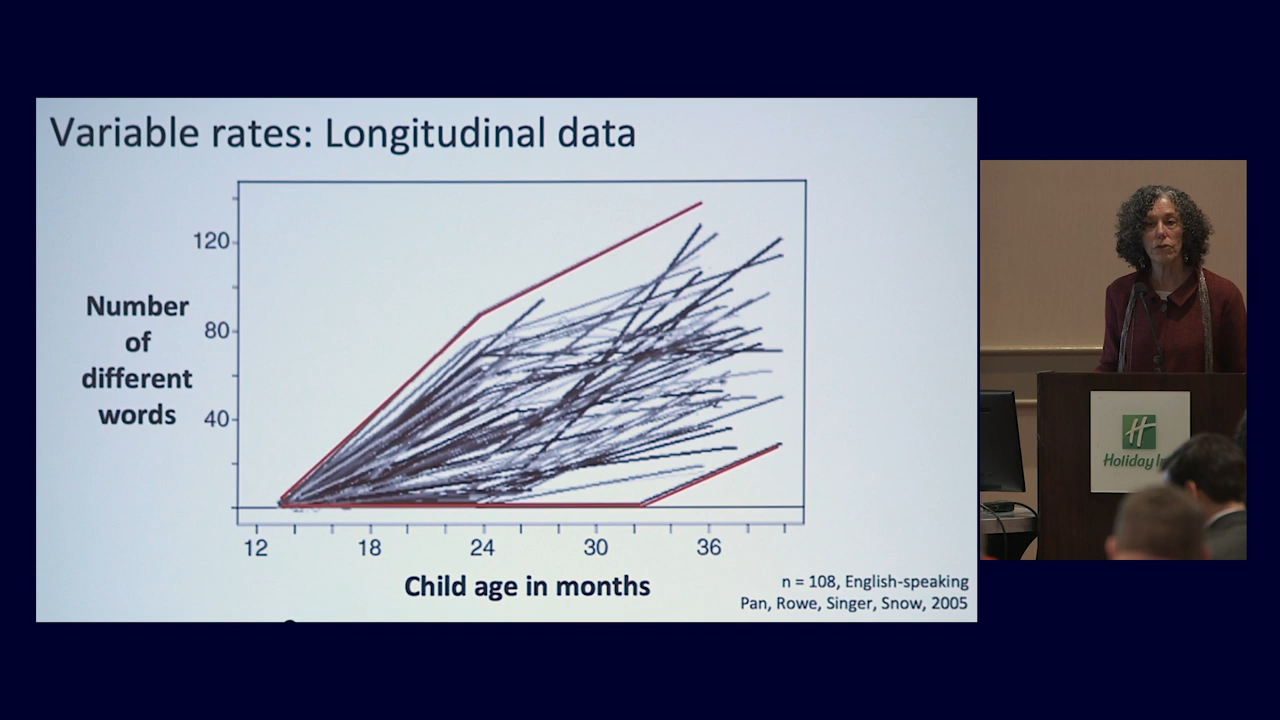 Variable rates: Longitudinal data
120
80
40
Number
of
different
words
12 18 24 30 36
Child age in months
n = 108, English-speaking
Pan, Rowe, Singer, Snow, 2005
H
Holiday